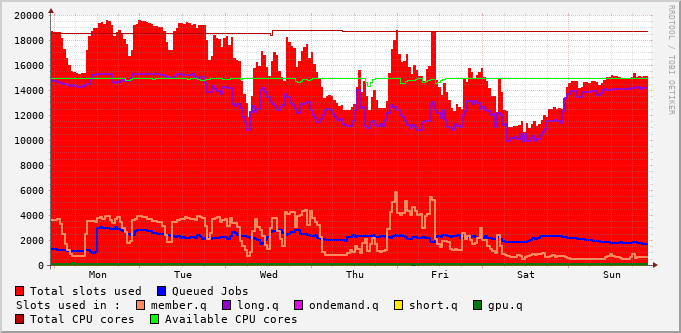 20000
18000
16000
14000
12000
10000
8000
6000
4000
2000
0
Mon Tue Wed Thu Fri Sat Sun
RRDTOOL / TOBI OETIKER
Total slots used Queued Jobs
Slots used in : member.q long.q ondemand.q short.q gpu.q
Total CPU cores Available CPU cores